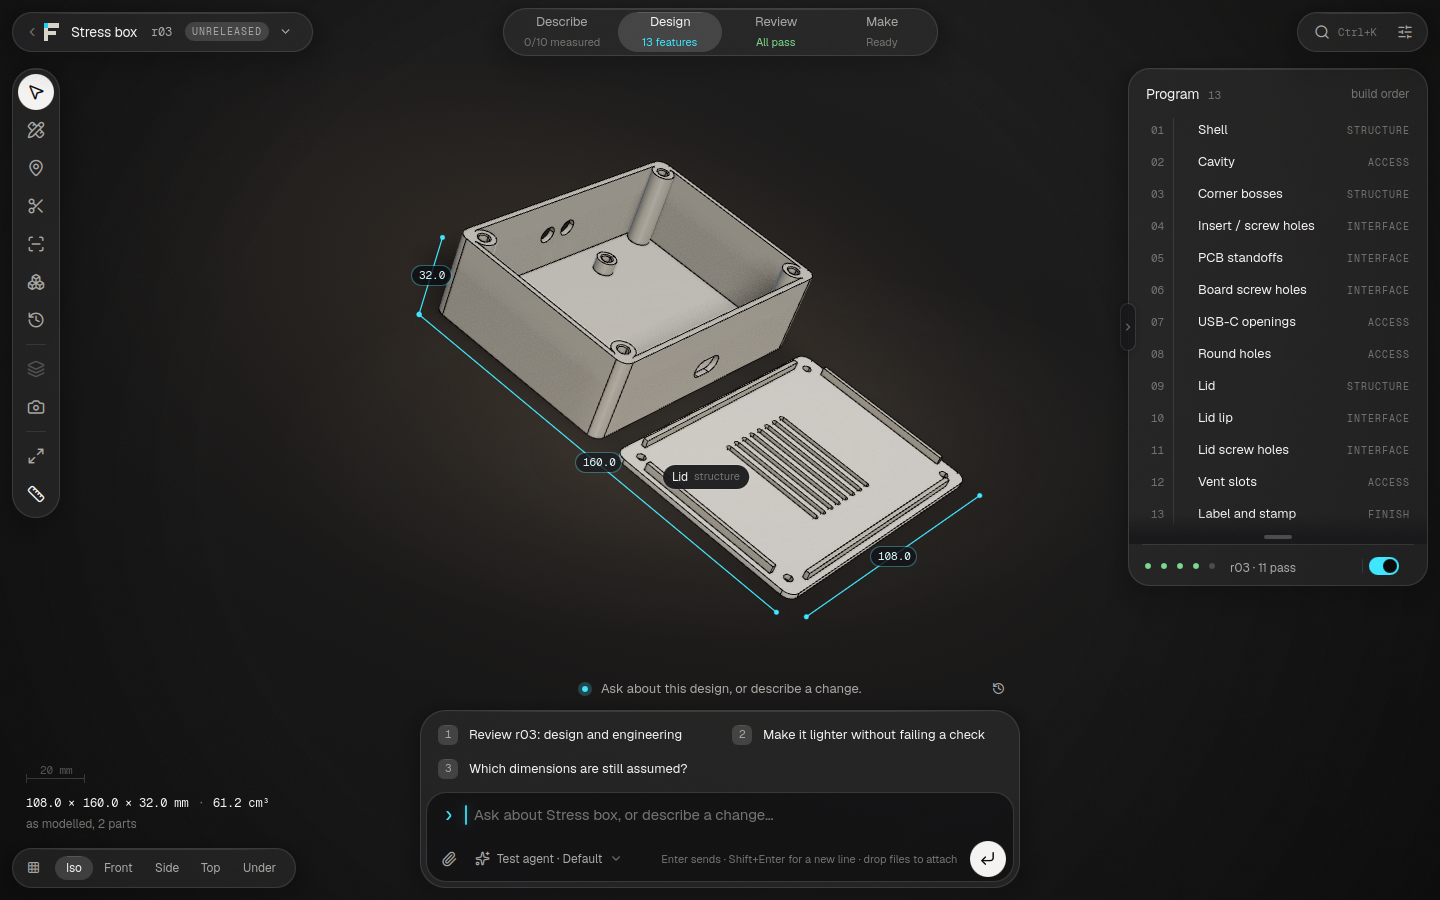 Stress box r03 UNRELEASED
Describe
0/10 measured
Design
13 features
Review
All pass
Make
Ready
Ctrl+K
Program 13 build order
01 Shell STRUCTURE
02 Cavity ACCESS
03 Corner bosses STRUCTURE
04 Insert / screw holes INTERFACE
05 PCB standoffs INTERFACE
06 Board screw holes INTERFACE
07 USB-C openings ACCESS
08 Round holes ACCESS
09 Lid STRUCTURE
10 Lid lip INTERFACE
11 Lid screw holes INTERFACE
12 Vent slots ACCESS
13 Label and stamp FINISH
r03 · 11 pass
32.0
160.0
Lid structure
108.0
Ask about this design, or describe a change.
1 Review r03: design and engineering
2 Make it lighter without failing a check
3 Which dimensions are still assumed?
Ask about Stress box, or describe a change…
Test agent · Default
Enter sends · Shift+Enter for a new line · drop files to attach
20 mm
108.0 × 160.0 × 32.0 mm · 61.2 cm³
as modelled, 2 parts
Iso Front Side Top Under